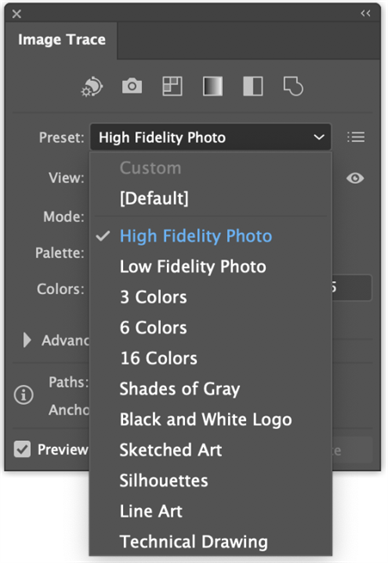 Image Trace
Preset: High Fidelity Photo
Custom
View:
[Default]
Mode:
High Fidelity Photo
Palette:
Low Fidelity Photo
Colors:
3 Colors
5
6 Colors
Advanc
16 Colors
Paths:
Shades of Gray
Ancho
Black and White Logo
Preview
Sketched Art
e
Silhouettes
Line Art
Technical Drawing